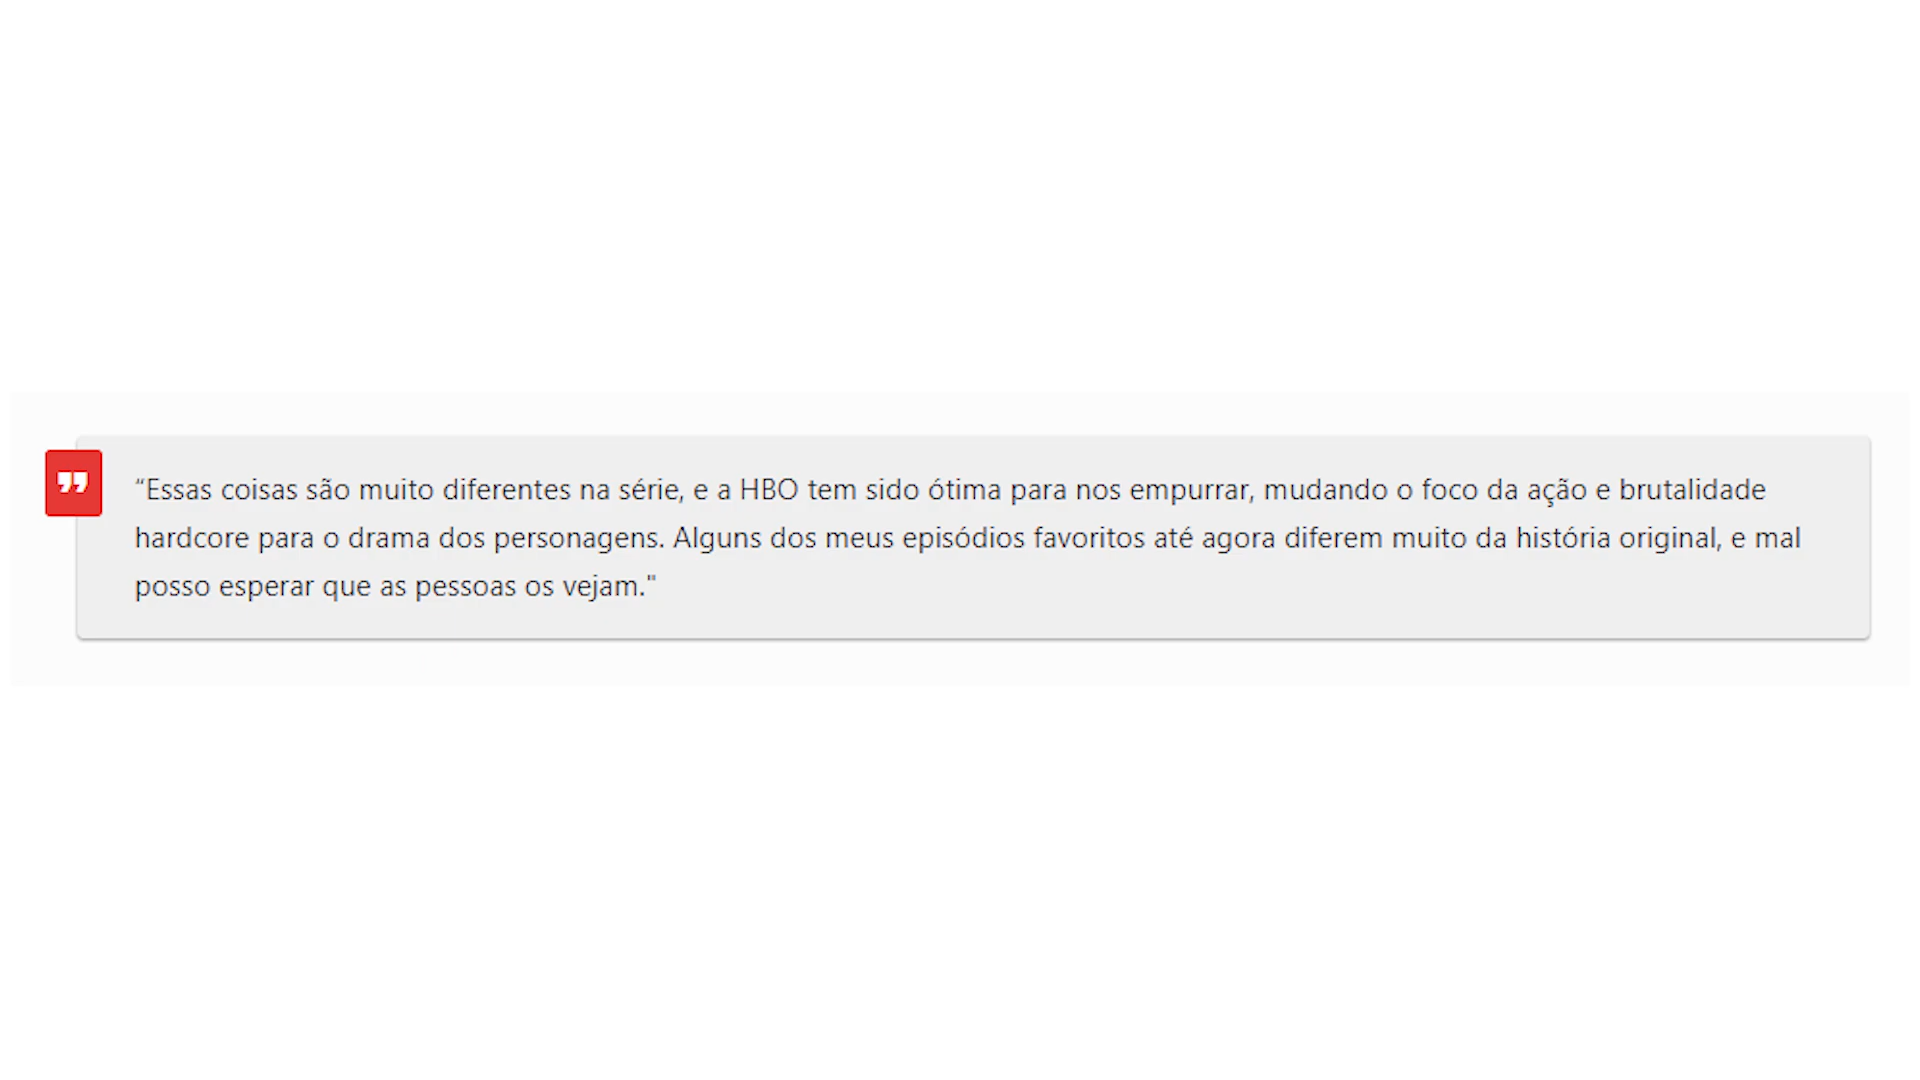 “Essas coisas são muito diferentes na série, e a HBO tem sido ótima para nos empurrar, mudando o foco da ação e brutalidade
hardcore para o drama dos personagens. Alguns dos meus episódios favoritos até agora diferem muito da história original, e mal
posso esperar que as pessoas os vejam."